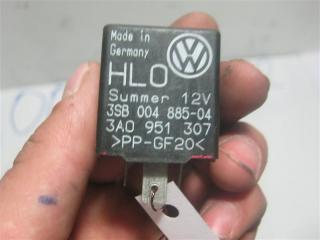 Made in
Germany
HLO
Summer 12V
3SB 004 885-04
3A0 951 307
>PP-GF20<